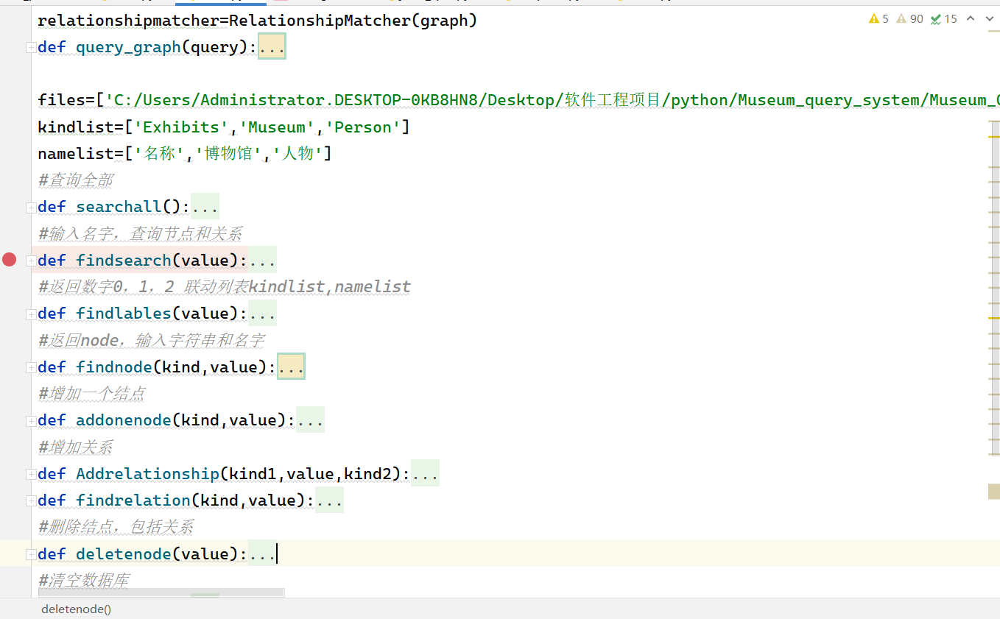 relationshipmatcher=RelationshipMatcher(graph)
5 90 15
def query_graph(query):...
files=['C:/Users/Administrator.DESKTOP-0KB8HN8/Desktop/软件工程项目/python/Museum_query_system/Museum_
kindlist=['Exhibits','Museum','Person']
namelist=['名称','博物馆','人物']
#查询全部
def searchall():...
#输入名字，查询节点和关系
def findsearch(value):...
#返回数字0，1，2 联动列表kindlist,namelist
def findlables(value):...
#返回node，输入字符串和名字
def findnode(kind,value):...
#增加一个结点
def addonenode(kind,value):...
#增加关系
def Addrelationship(kind1,value,kind2):...
def findrelation(kind,value):...
#删除结点，包括关系
def deletenode(value):...
#清空数据库
deletenode()